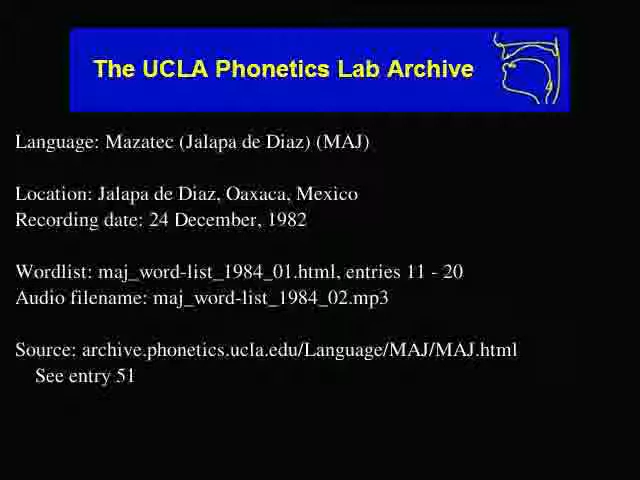 The UCLA Phonetics Lab Archive
Language: Mazatec (Jalapa de Diaz) (MAJ)
Location: Jalapa de Diaz, Oaxaca, Mexico
Recording date: 24 December, 1982
Wordlist: maj_word-list_1984_01.html, entries 11 - 20
Audio filename: maj_word-list_1984_02.mp3
Source: archive.phonetics.ucla.edu/Language/MAJ/MAJ.html
See entry 51